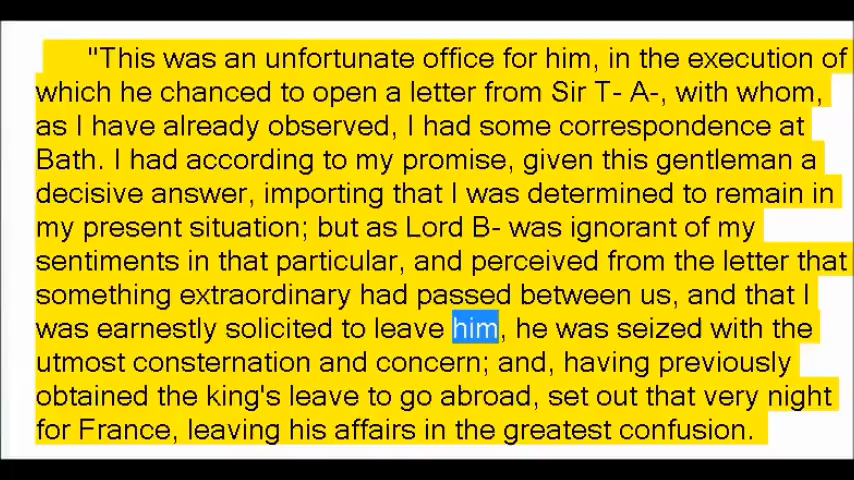 "This was an unfortunate office for him, in the execution of
which he chanced to open a letter from Sir T- A-, with whom,
as I have already observed, I had some correspondence at
Bath. I had according to my promise, given this gentleman a
decisive answer, importing that I was determined to remain in
my present situation; but as Lord B- was ignorant of my
sentiments in that particular, and perceived from the letter that
something extraordinary had passed between us, and that I
was earnestly solicited to leave him, he was seized with the
utmost consternation and concern; and, having previously
obtained the king's leave to go abroad, set out that very night
for France, leaving his affairs in the greatest confusion.